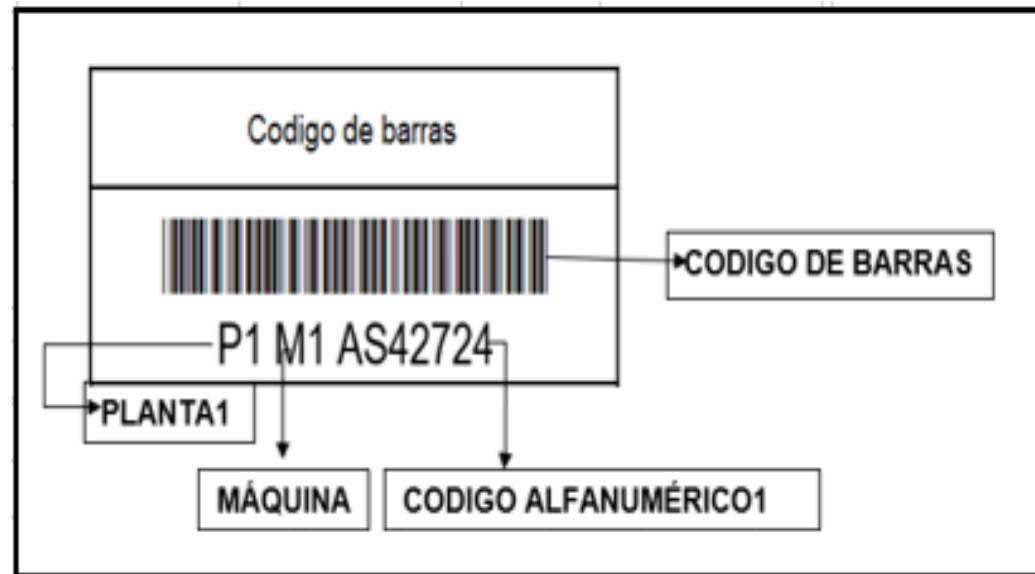 Codigo de barras
CODIGO DE BARRAS
P1 M1 AS42724
PLANTA1
MÁQUINA
CODIGO ALFANUMÉRICO1